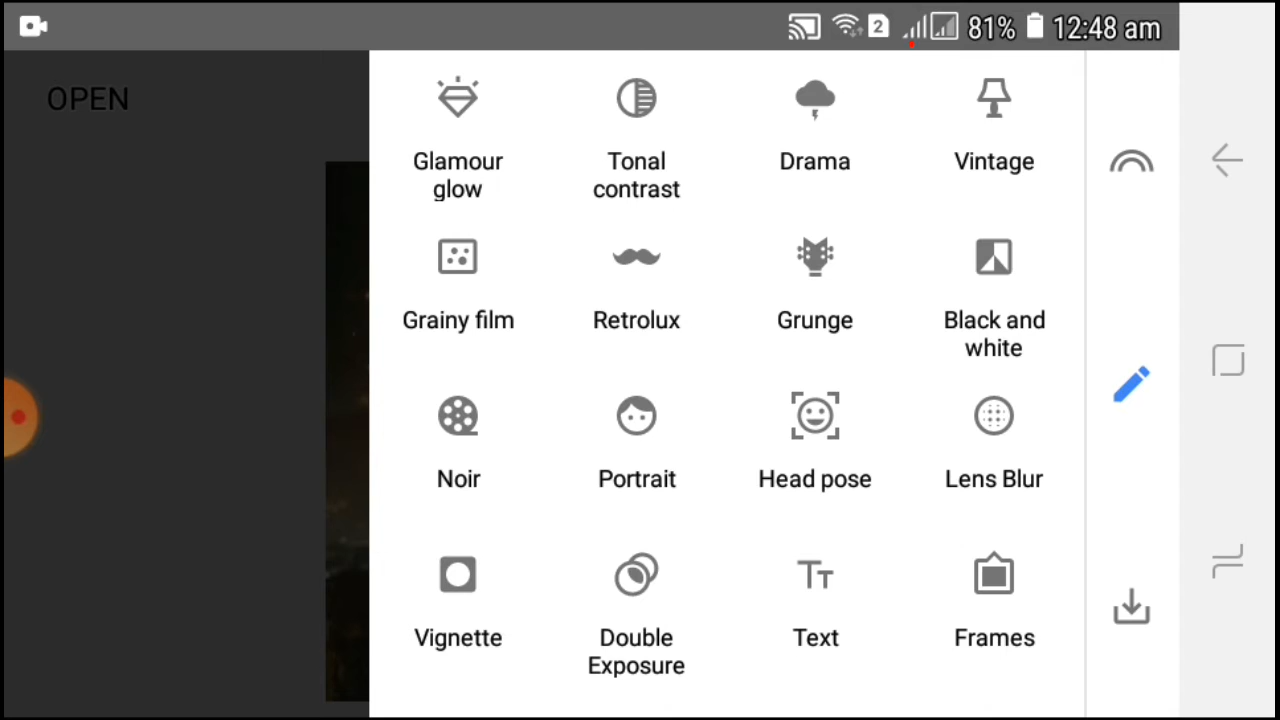 2 81% 12:48 am
OPEN
Glamour glow
Tonal contrast
Drama
Vintage
Grainy film
Retrolux
Grunge
Black and white
Noir
Portrait
Head pose
Lens Blur
Vignette
Double Exposure
Text
Frames